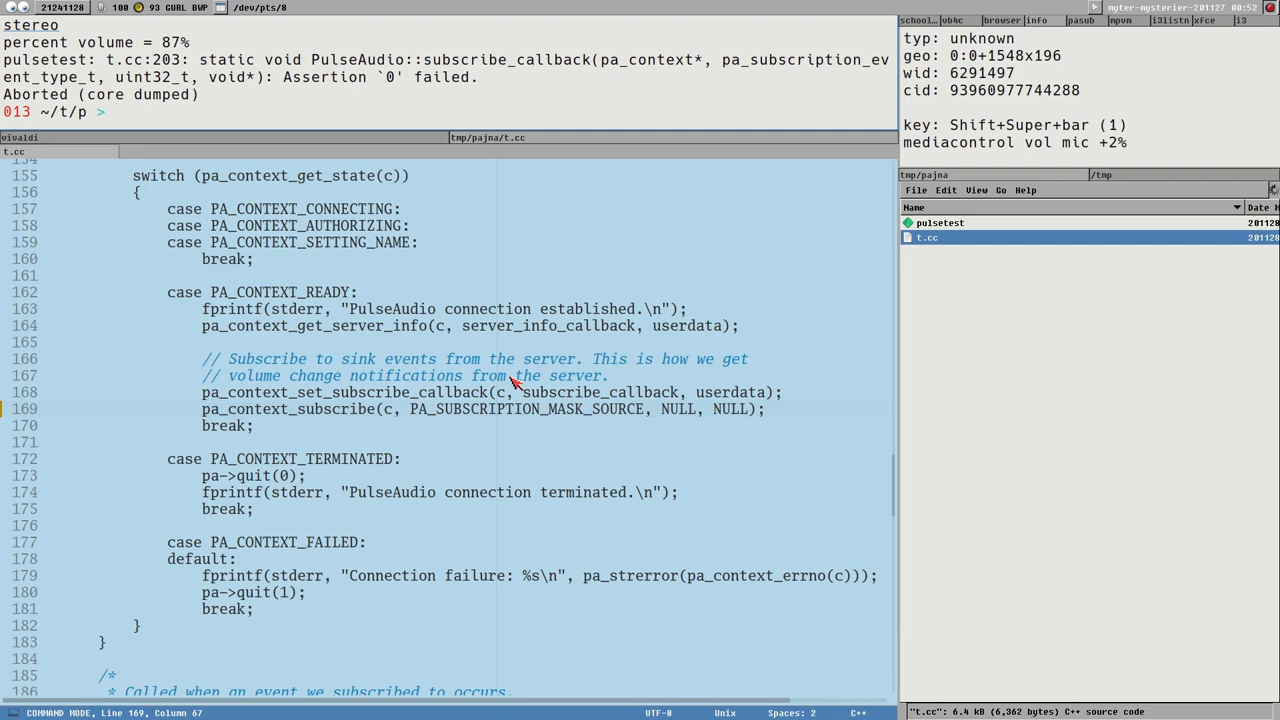 21241128 100 93 GURL BWP /dev/pts/8
myter-mysterier-201127 00:52
stereo
percent volume = 87%
pulsetest: t.cc:203: static void PulseAudio::subscribe_callback(pa_context*, pa_subscription_ev
ent_type_t, uint32_t, void*): Assertion `0' failed.
Aborted (core dumped)
013 ~/t/p >
school... vb4c browser info pasub mpvm i3listn xfce i3
typ: unknown
geo: 0:0+1548x196
wid: 6291497
cid: 93960977744288
key: Shift+Super+bar (1)
mediacontrol vol mic +2%
vivaldi tmp/pajna/t.cc
t.cc
154
155 switch (pa_context_get_state(c))
156 {
157 case PA_CONTEXT_CONNECTING:
158 case PA_CONTEXT_AUTHORIZING:
159 case PA_CONTEXT_SETTING_NAME:
160 break;
161
162 case PA_CONTEXT_READY:
163 fprintf(stderr, "PulseAudio connection established.\n");
164 pa_context_get_server_info(c, server_info_callback, userdata);
165
166 // Subscribe to sink events from the server. This is how we get
167 // volume change notifications from the server.
168 pa_context_set_subscribe_callback(c, subscribe_callback, userdata);
169 pa_context_subscribe(c, PA_SUBSCRIPTION_MASK_SOURCE, NULL, NULL);
170 break;
171
172 case PA_CONTEXT_TERMINATED:
173 pa->quit(0);
174 fprintf(stderr, "PulseAudio connection terminated.\n");
175 break;
176
177 case PA_CONTEXT_FAILED:
178 default:
179 fprintf(stderr, "Connection failure: %s\n", pa_strerror(pa_context_errno(c)));
180 pa->quit(1);
181 break;
182 }
183 }
184
185 /*
186 * Called when an event we subscribed to occurs.
COMMAND MODE, Line 169, Column 67 UTF-8 Unix Spaces: 2 C++
tmp/pajna /tmp
File Edit View Go Help
Name Date M
pulsetest 201128
t.cc 201128
"t.cc": 6.4 kB (6,362 bytes) C++ source code